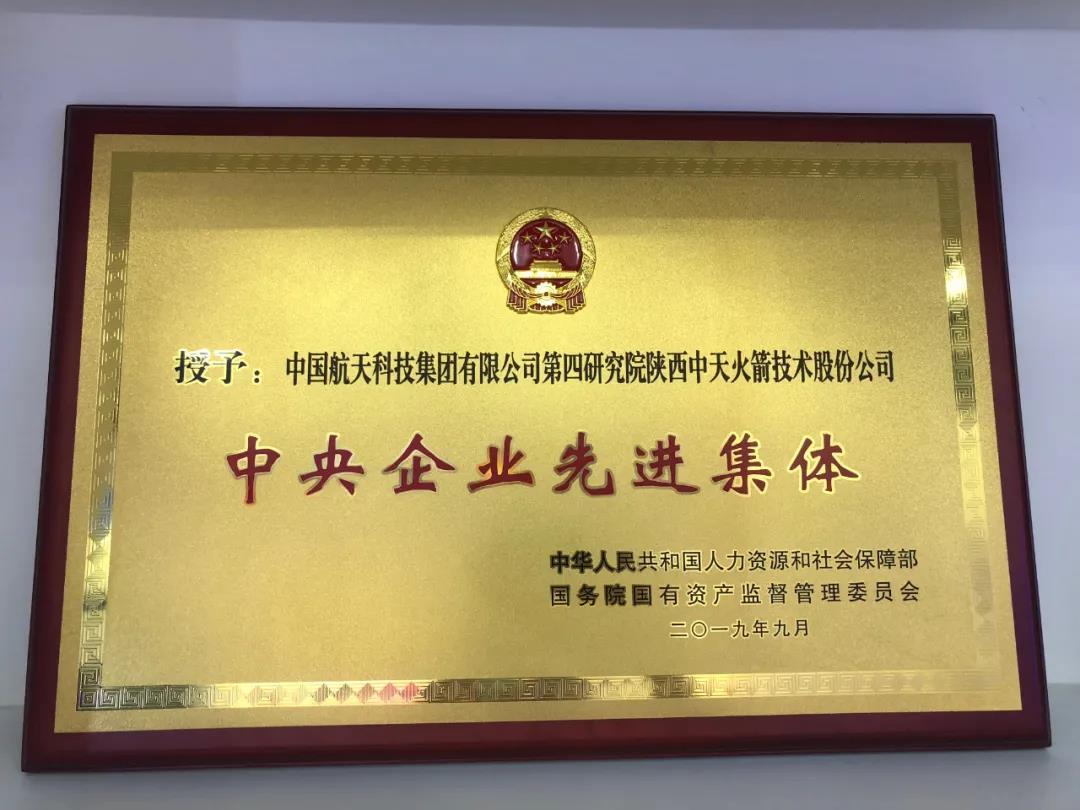 授予：中国航天科技集团有限公司第四研究院陕西中天火箭技术股份公司
中央企业先进集体
中华人民共和国人力资源和社会保障部
国务院国有资产监督管理委员会
二〇一九年九月